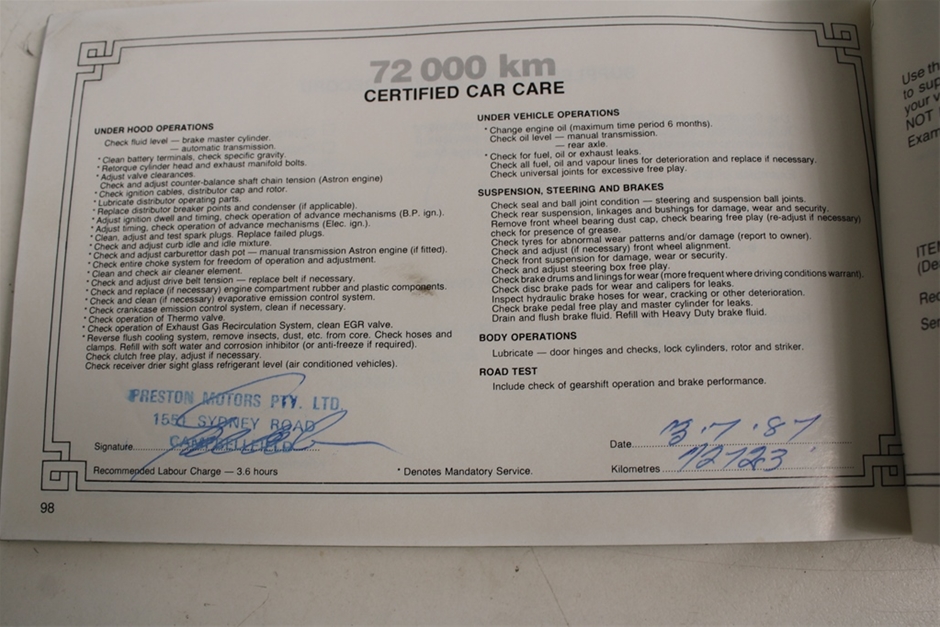 72 000 km
CERTIFIED CAR CARE
UNDER HOOD OPERATIONS
Check fluid level — brake master cylinder.
— automatic transmission.
* Clean battery terminals, check specific gravity.
* Retorque cylinder head and exhaust manifold bolts.
* Adjust valve clearances.
Check and adjust counter-balance shaft chain tension (Astron engine)
* Check ignition cables, distributor cap and rotor.
* Lubricate distributor operating parts.
* Replace distributor breaker points and condenser (if applicable).
* Adjust ignition dwell and timing, check operation of advance mechanisms (B.P. ign.).
* Adjust timing, check operation of advance mechanisms (Elec. ign.).
* Clean, adjust and test spark plugs. Replace failed plugs.
* Check and adjust curb idle and idle mixture.
* Check and adjust carburettor dash pot — manual transmission Astron engine (if fitted).
* Check entire choke system for freedom of operation and adjustment.
* Clean and check air cleaner element.
* Check and adjust drive belt tension — replace belt if necessary.
* Check and replace (if necessary) engine compartment rubber and plastic components.
* Check and clean (if necessary) evaporative emission control system.
* Check crankcase emission control system, clean if necessary.
* Check operation of Thermo valve.
* Check operation of Exhaust Gas Recirculation System, clean EGR valve.
* Reverse flush cooling system, remove insects, dust, etc. from core. Check hoses and
clamps. Refill with soft water and corrosion inhibitor (or anti-freeze if required).
Check clutch free play, adjust if necessary.
Check receiver drier sight glass refrigerant level (air conditioned vehicles).
PRESTON MOTORS PTY. LTD.
1551 SYDNEY ROAD
CAMPBELLFIELD
Signature
Recommended Labour Charge — 3.6 hours
UNDER VEHICLE OPERATIONS
* Change engine oil (maximum time period 6 months).
Check oil level — manual transmission.
— rear axle.
* Check for fuel, oil or exhaust leaks.
Check all fuel, oil and vapour lines for deterioration and replace if necessary.
Check universal joints for excessive free play.
SUSPENSION, STEERING AND BRAKES
Check seal and ball joint condition — steering and suspension ball joints.
Check rear suspension, linkages and bushings for damage, wear and security.
Remove front wheel bearing dust cap, check bearing free play (re-adjust if necessary)
check for presence of grease.
Check tyres for abnormal wear patterns and/or damage (report to owner).
Check and adjust (if necessary) front wheel alignment.
Check front suspension for damage, wear or security.
Check and adjust steering box free play.
Check brake drums and linings for wear (more frequent where driving conditions warrant).
Check disc brake pads for wear and calipers for leaks.
Inspect hydraulic brake hoses for wear, cracking or other deterioration.
Check brake pedal free play and master cylinder for leaks.
Drain and flush brake fluid. Refill with Heavy Duty brake fluid.
BODY OPERATIONS
Lubricate — door hinges and checks, lock cylinders, rotor and striker.
ROAD TEST
Include check of gearshift operation and brake performance.
Date 3.7.87
Kilometres 72723
* Denotes Mandatory Service.
98
Use th
to sup
your v
NOT
Exam
ITE
(De
Rec
Ser